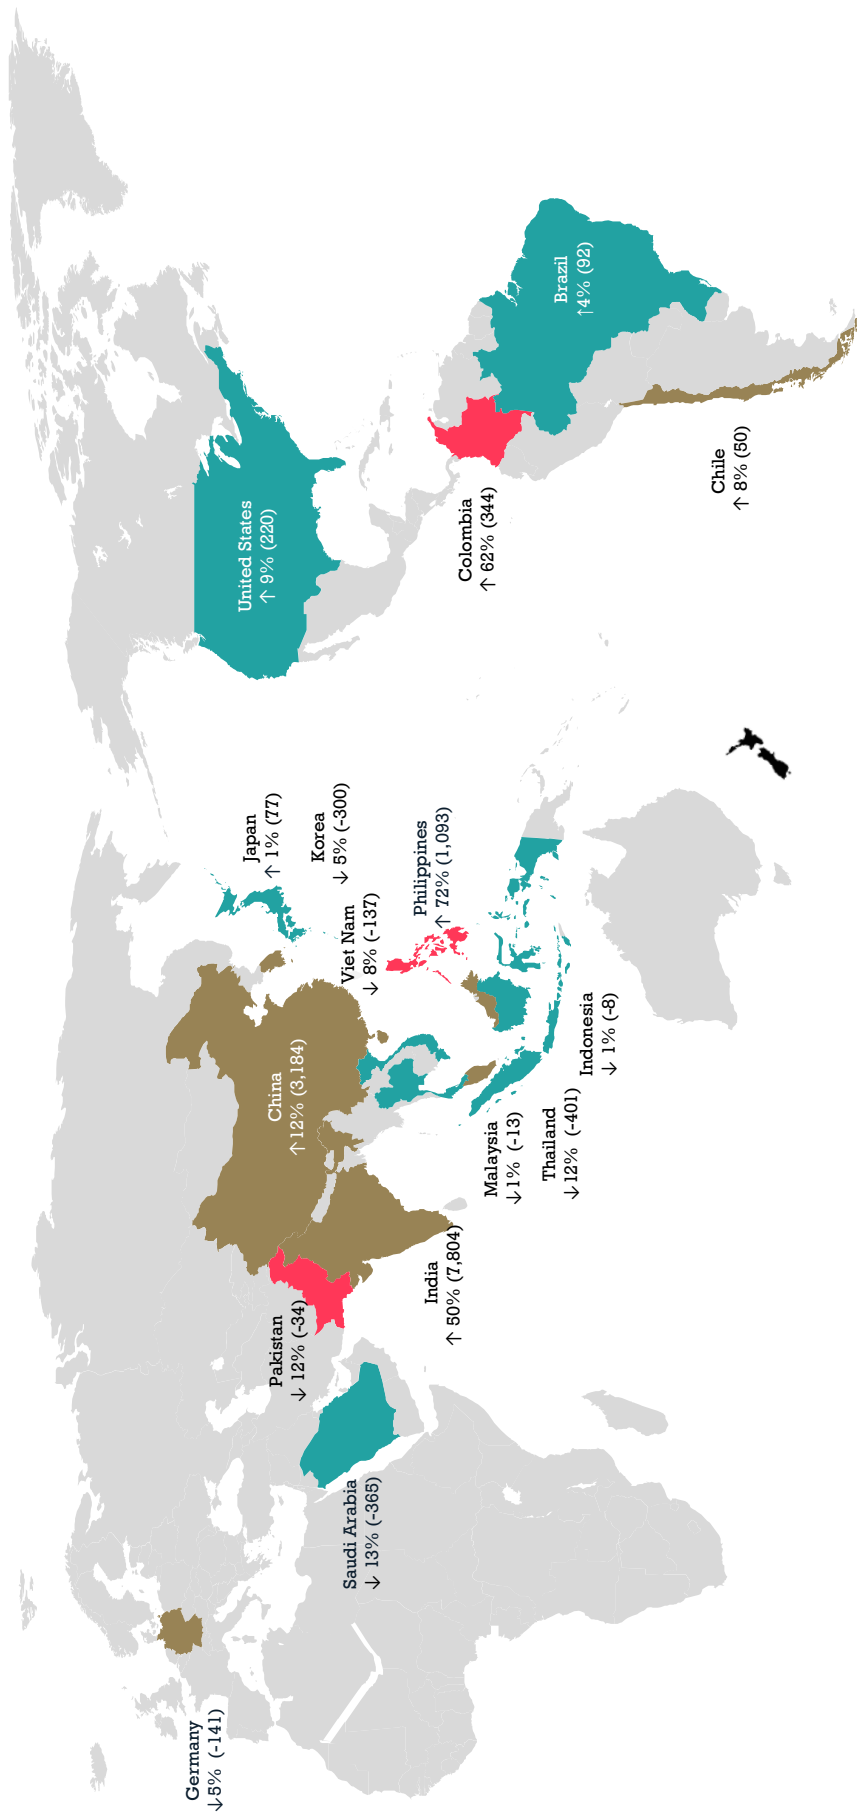 Germany
↓5% (-141)
Saudi Arabia
↓ 13% (-365)
Pakistan
↓ 12% (-34)
India
↑ 50% (7,804)
China
↑12% (3,184)
Malaysia
↓1% (-13)
Thailand
↓12% (-401)
Indonesia
↓ 1% (-8)
Viet Nam
↓ 8% (-137)
Philippines
↑ 72% (1,093)
Korea
↓ 5% (-300)
Japan
↑ 1% (77)
United States
↑ 9% (220)
Colombia
↑ 62% (344)
Chile
↑ 8% (50)
Brazil
↑4% (92)